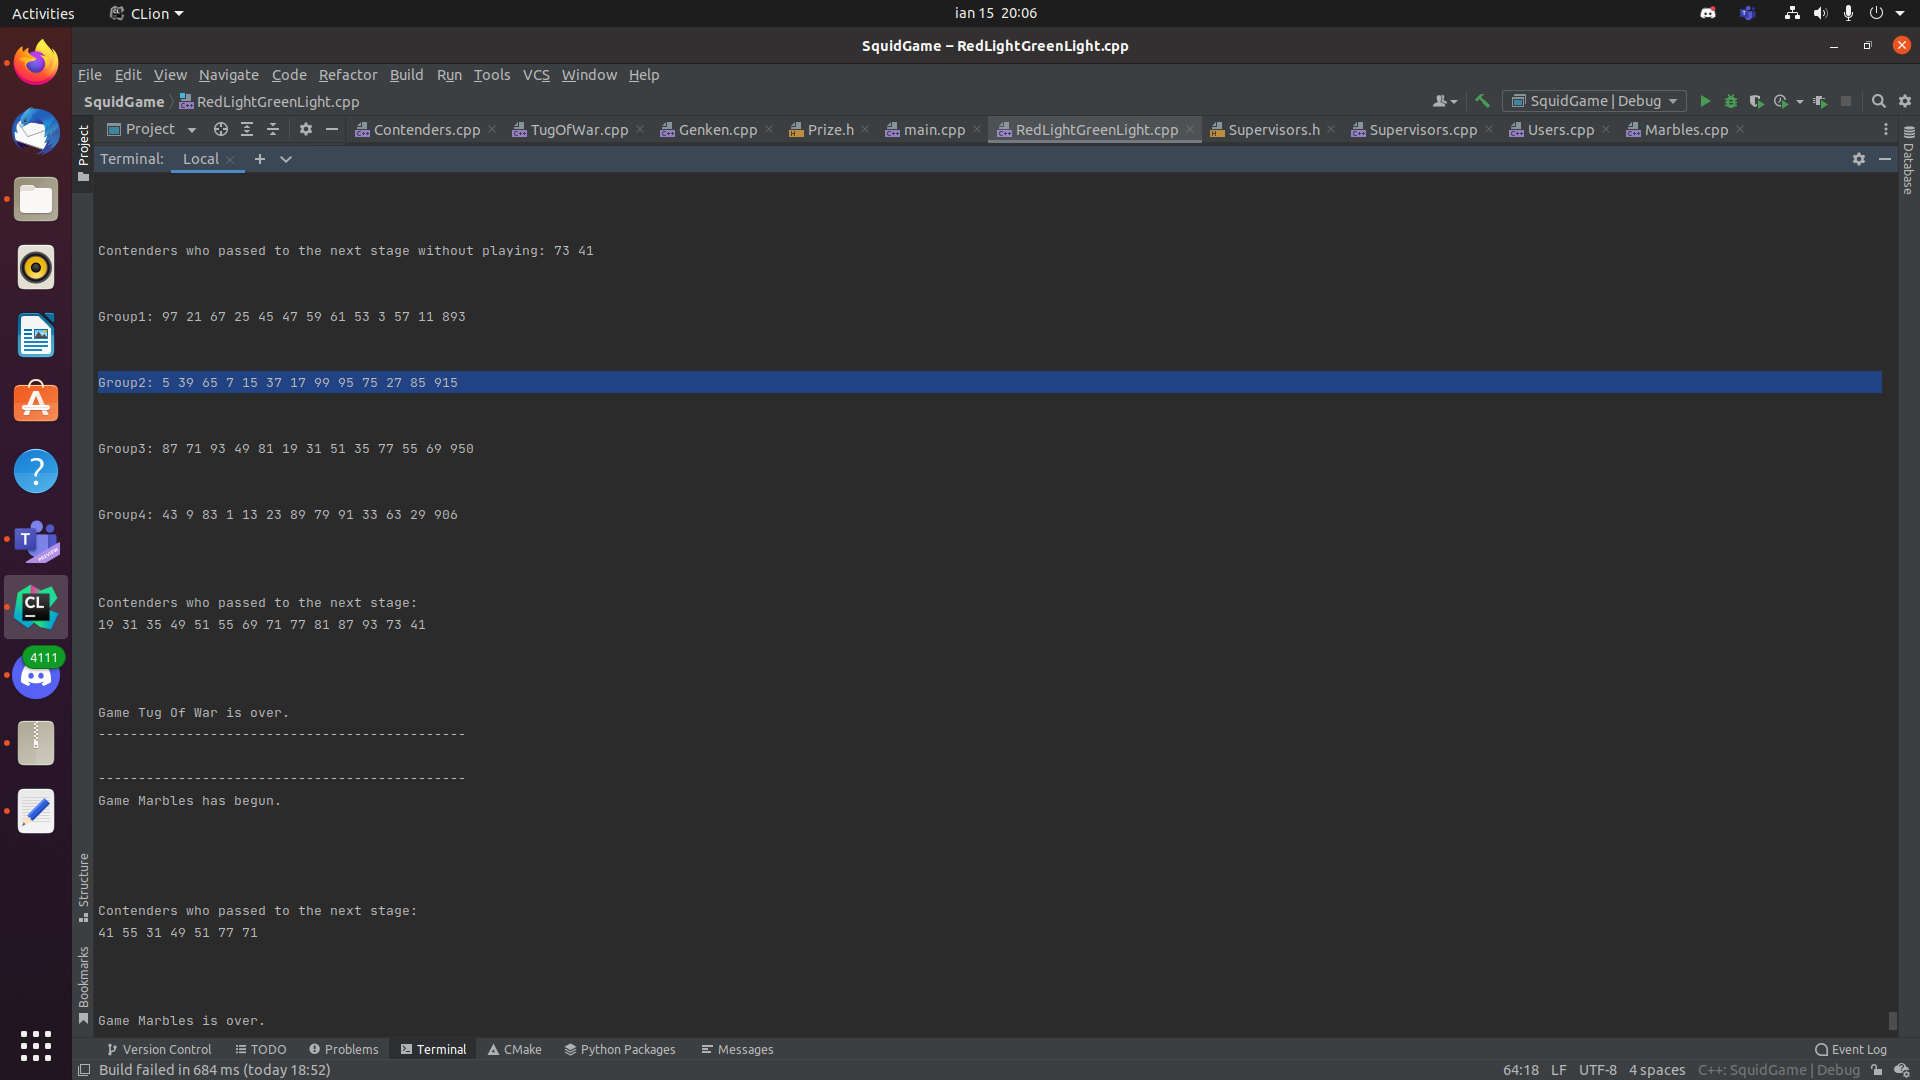 Activities CLion ian 15 20:06
SquidGame – RedLightGreenLight.cpp
File Edit View Navigate Code Refactor Build Run Tools VCS Window Help
SquidGame RedLightGreenLight.cpp SquidGame | Debug
Project Contenders.cpp TugOfWar.cpp Genken.cpp Prize.h main.cpp RedLightGreenLight.cpp Supervisors.h Supervisors.cpp Users.cpp Marbles.cpp
Terminal: Local
Project
Database
Contenders who passed to the next stage without playing: 73 41
Group1: 97 21 67 25 45 47 59 61 53 3 57 11 893
Group2: 5 39 65 7 15 37 17 99 95 75 27 85 915
Group3: 87 71 93 49 81 19 31 51 35 77 55 69 950
Group4: 43 9 83 1 13 23 89 79 91 33 63 29 906
Contenders who passed to the next stage:
19 31 35 49 51 55 69 71 77 81 87 93 73 41
Game Tug Of War is over.
----------------------------------------------
----------------------------------------------
Game Marbles has begun.
Contenders who passed to the next stage:
41 55 31 49 51 77 71
Game Marbles is over.
T
PREVIEW
CL
4111
Structure
Bookmarks
Version Control TODO Problems Terminal CMake Python Packages Messages Event Log
Build failed in 684 ms (today 18:52) 64:18 LF UTF-8 4 spaces C++: SquidGame | Debug